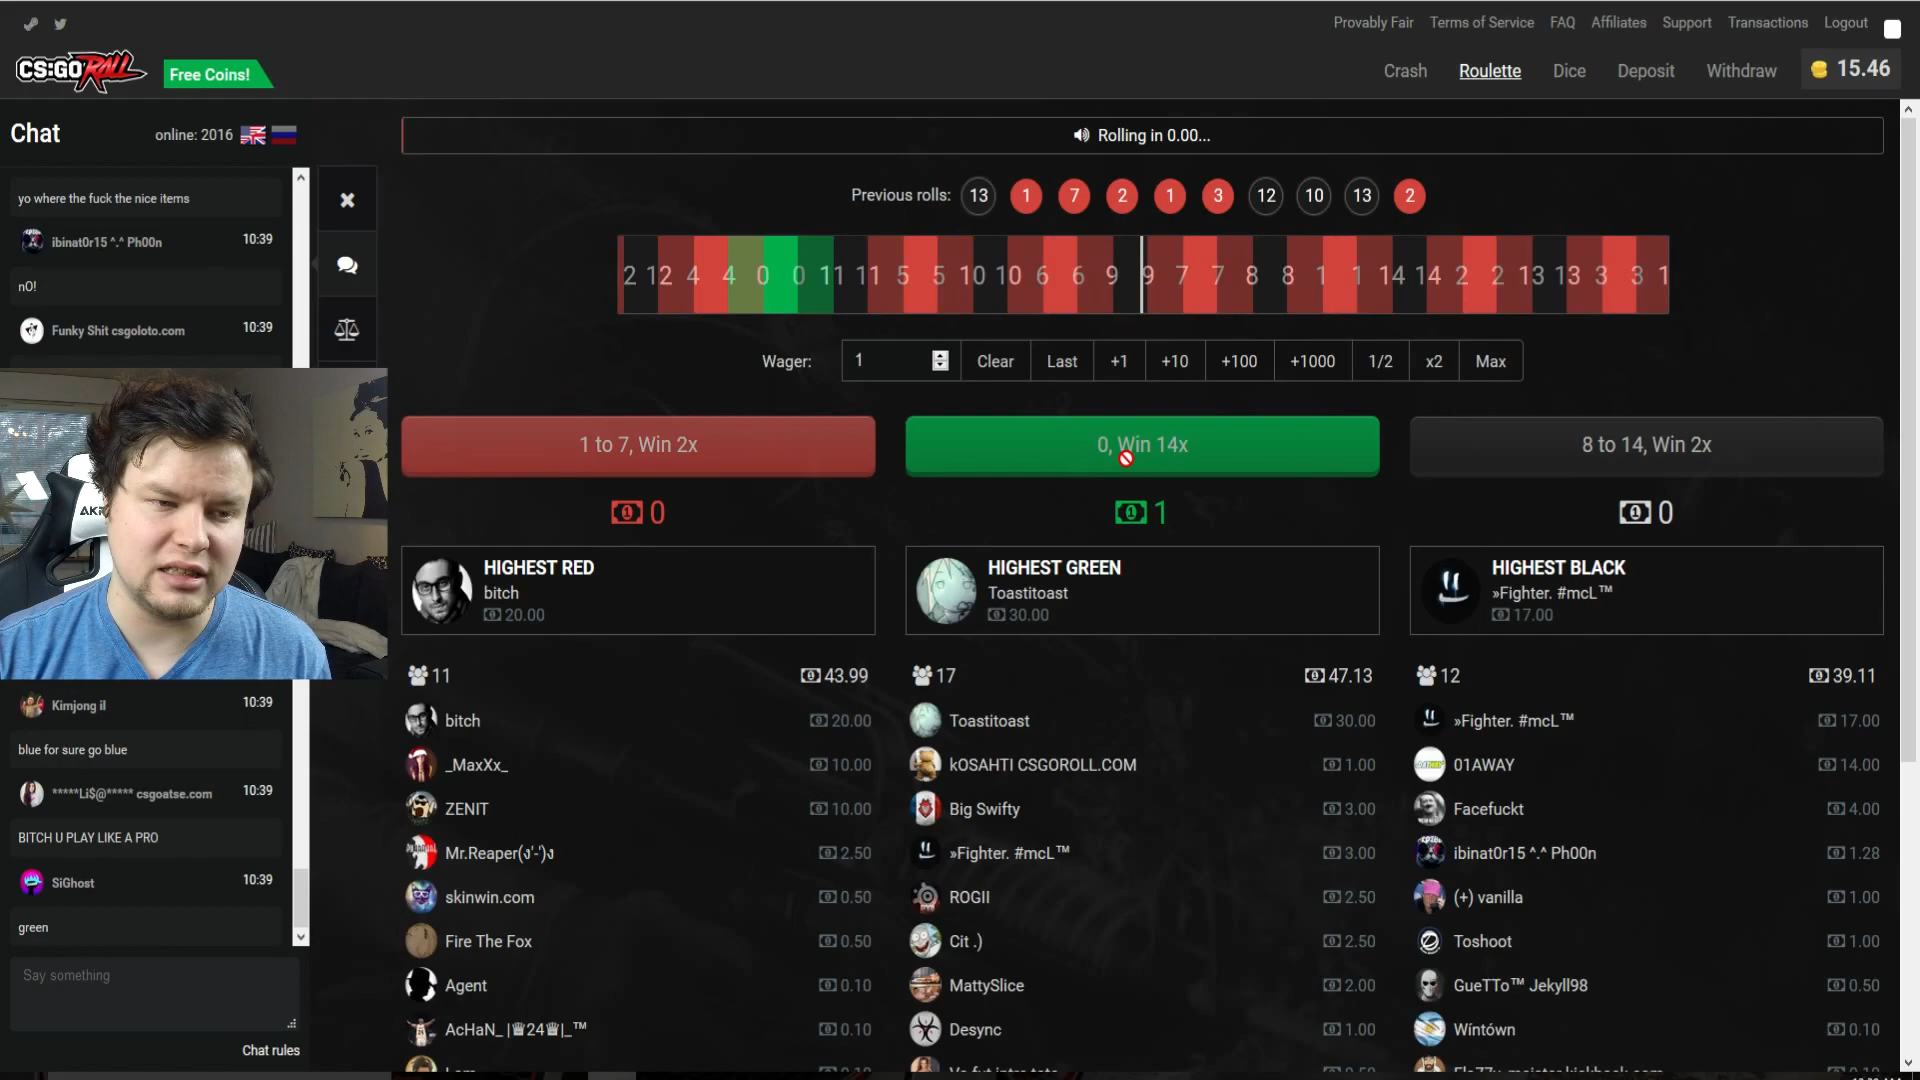 Provably Fair Terms of Service FAQ Affiliates Support Transactions Logout
CS:GO ROLL Free Coins!
Crash Roulette Dice Deposit Withdraw 15.46
Chat online: 2016
yo where the fuck the nice items
ibinat0r15 ^.^ Ph00n 10:39
nO!
Funky Shit csgoloto.com 10:39
AKR
Kimjong il 10:39
blue for sure go blue
*****Li$@***** csgoatse.com 10:39
BITCH U PLAY LIKE A PRO
SiGhost 10:39
green
Say something
Chat rules
Rolling in 0.00...
Previous rolls: 13 1 7 2 1 3 12 10 13 2
2 12 4 4 0 0 11 11 5 5 10 10 6 6 9 9 7 7 8 8 1 1 14 14 2 2 13 13 3 3 1
Wager: 1 Clear Last +1 +10 +100 +1000 1/2 x2 Max
1 to 7, Win 2x
0, Win 14x
8 to 14, Win 2x
0
1
0
HIGHEST RED
bitch
20.00
HIGHEST GREEN
Toastitoast
30.00
HIGHEST BLACK
»Fighter. #mcL™
17.00
11 43.99
bitch 20.00
_MaxXx_ 10.00
ZENIT 10.00
Mr.Reaper(ง'-')ง 2.50
skinwin.com 0.50
Fire The Fox 0.50
Agent 0.10
AcHaN_ |♕24♕|_™ 0.10
17 47.13
Toastitoast 30.00
kOSAHTI CSGOROLL.COM 1.00
Big Swifty 3.00
»Fighter. #mcL™ 3.00
ROGII 2.50
Cit .) 2.50
MattySlice 2.00
Desync 1.00
12 39.11
»Fighter. #mcL™ 17.00
01AWAY 14.00
Facefuckt 4.00
ibinat0r15 ^.^ Ph00n 1.28
(+) vanilla 1.00
Toshoot 1.00
GueTTo™ Jekyll98 0.50
Wíntówn 0.10